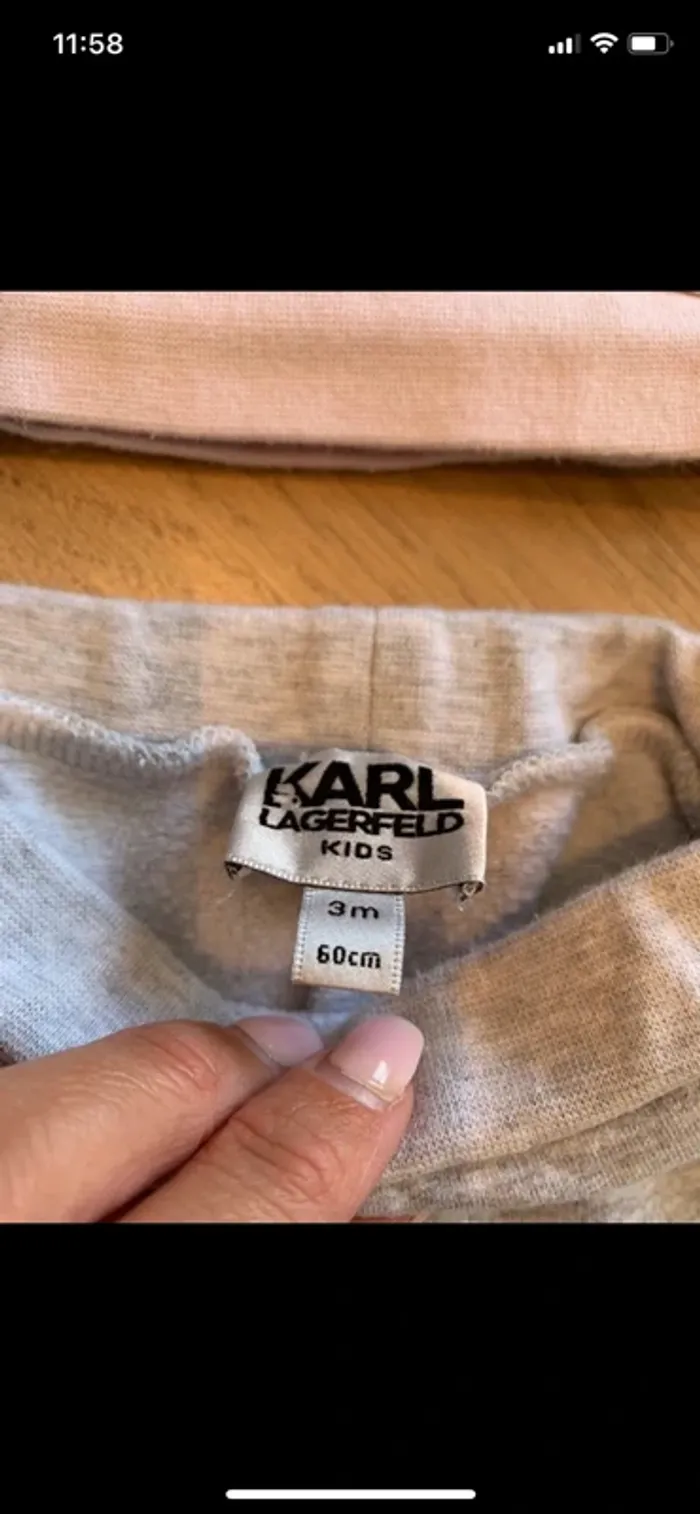 11:58
KARL
LAGERFELD
KIDS
3m
60cm